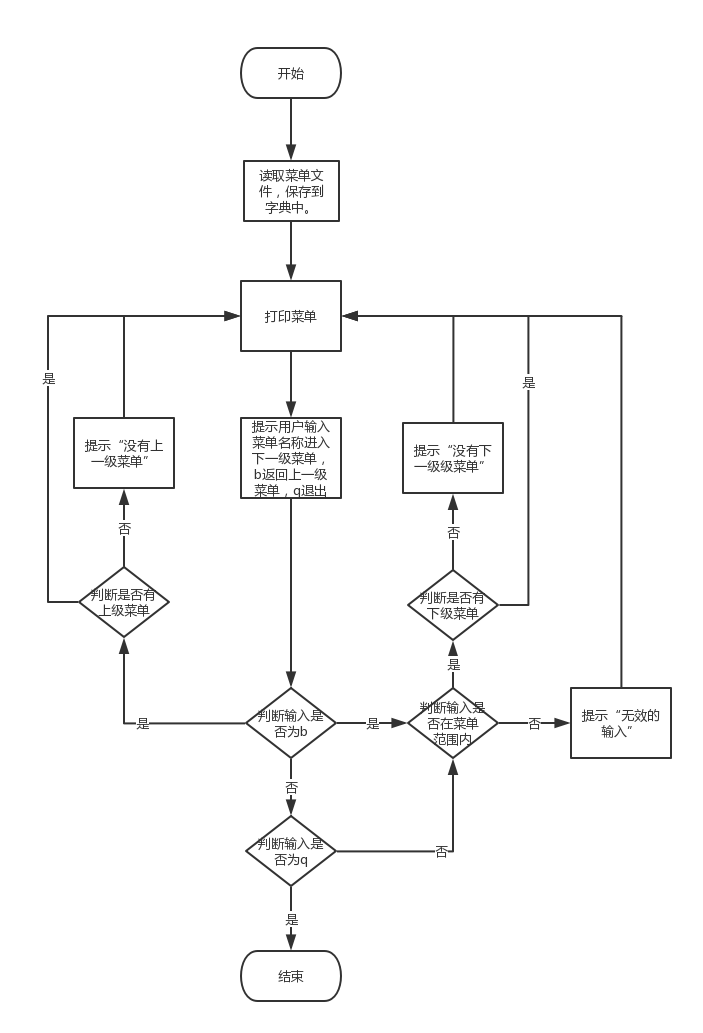 开始
读取菜单文
件，保存到
字典中。
打印菜单
是
是
提示“没有上
一级菜单”
提示用户输入
菜单名称进入
下一级菜单，
b返回上一级
菜单，q退出
提示“没有下
一级级菜单”
否
否
判断是否有
上级菜单
判断是否有
下级菜单
是
判断输入是
否为b
是
是
判断输入是
否在菜单
范围内
否
提示“无效的
输入”
否
判断输入是
否为q
否
是
结束